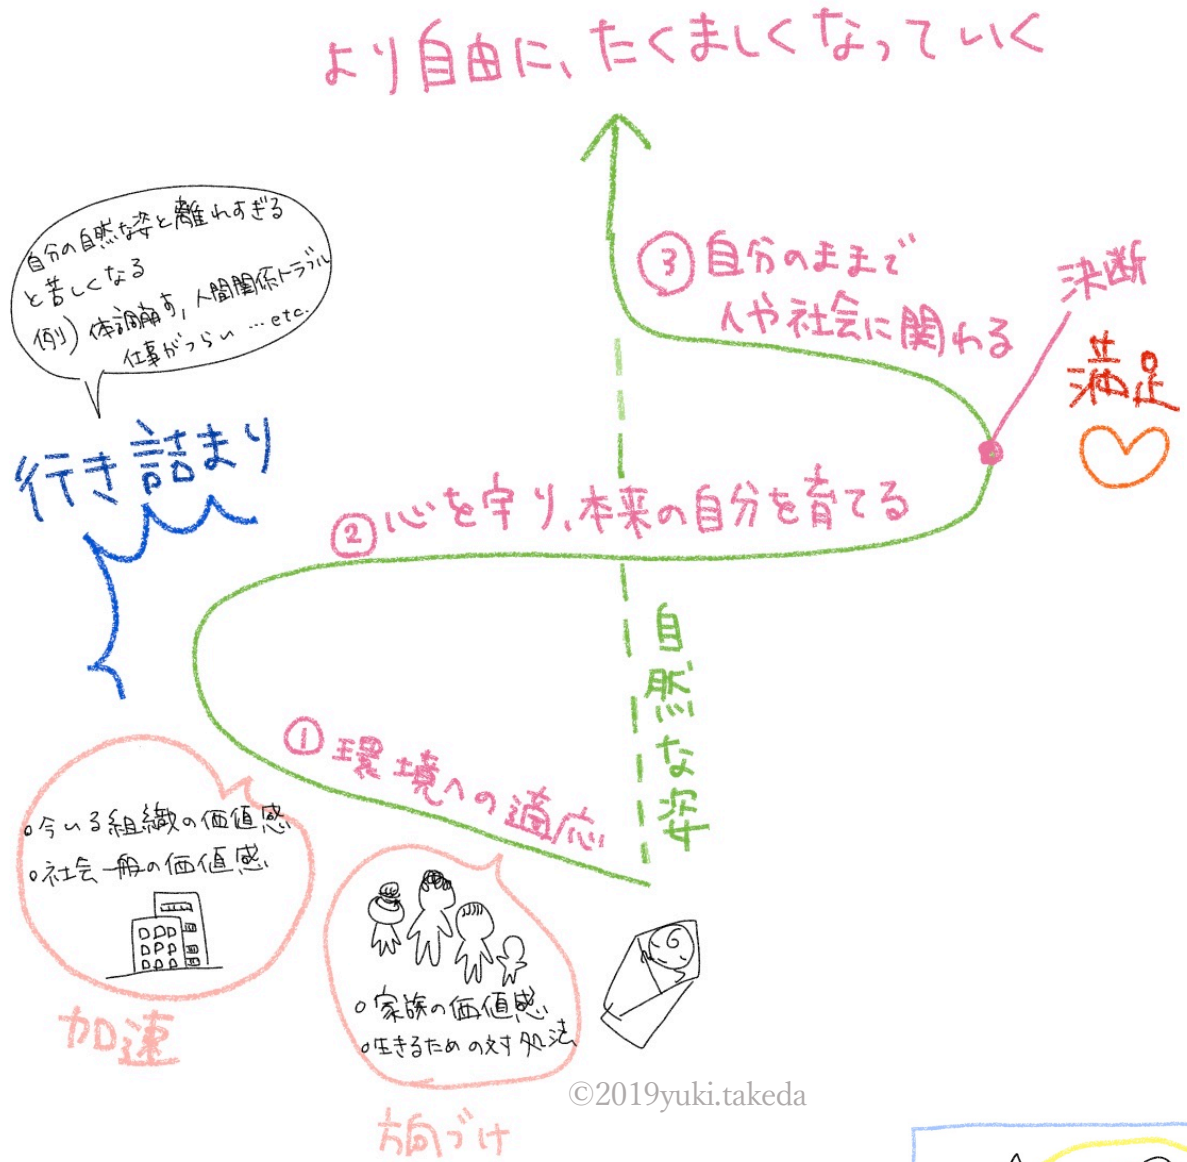 より自由に、たくましくなっていく
自分の自然な姿と離れすぎる
と苦しくなる
例）体調崩す，人間関係トラブル
仕事がつらい …etc.
行き詰まり
③自分のままで
人や社会に関わる
決断
満足
②心を守り、本来の自分を育てる
自然な姿
①環境への適応
。今いる組織の価値感
。社会一般の価値感
加速
。家族の価値感
。生きるための対処法
方向づけ
©2019yuki.takeda